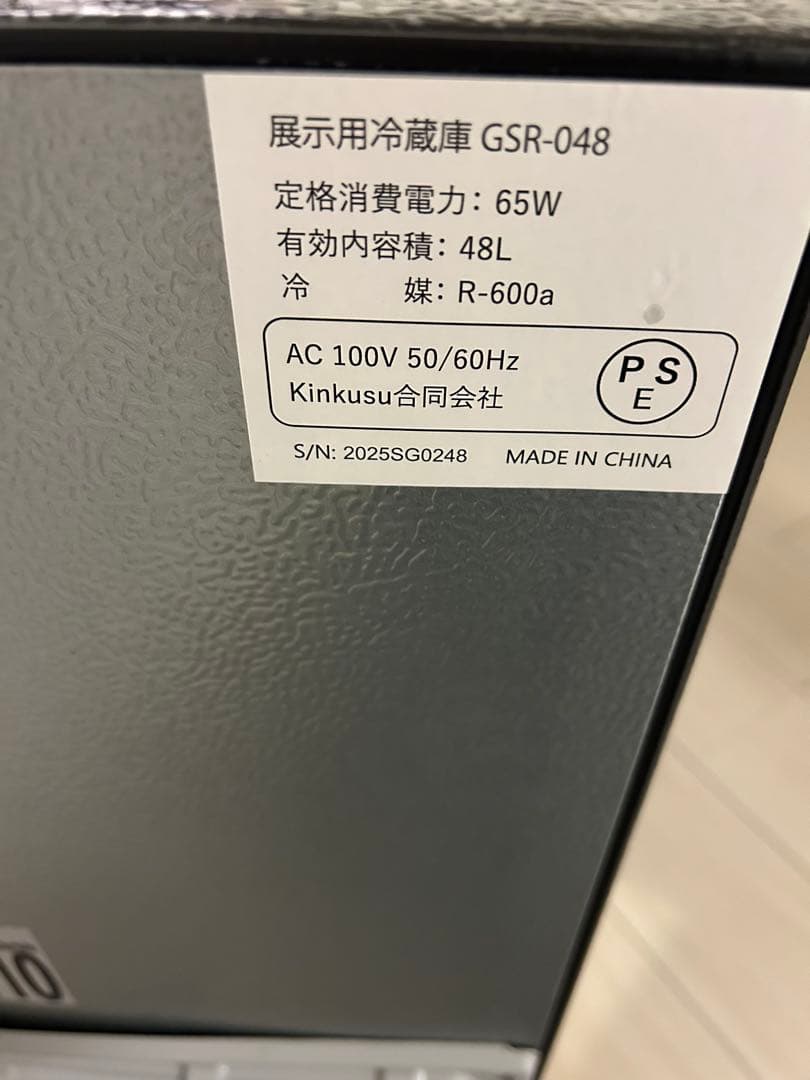 展示用冷蔵庫 GSR-048
定格消費電力：65W
有効内容積：48L
冷　　　媒：R-600a
AC 100V 50/60Hz
Kinkusu合同会社
PSE
S/N: 2025SG0248 MADE IN CHINA
10